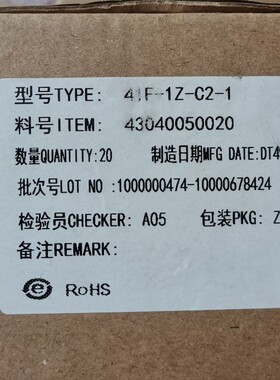 型号TYPE: 41F-1Z-C2-1
料号ITEM: 43040050020
数量QUANTITY:20 制造日期MFG DATE:DT4
批次号LOT NO :1000000474-10000678424
检验员CHECKER: A05 包装PKG: Z
备注REMARK:
e RoHS